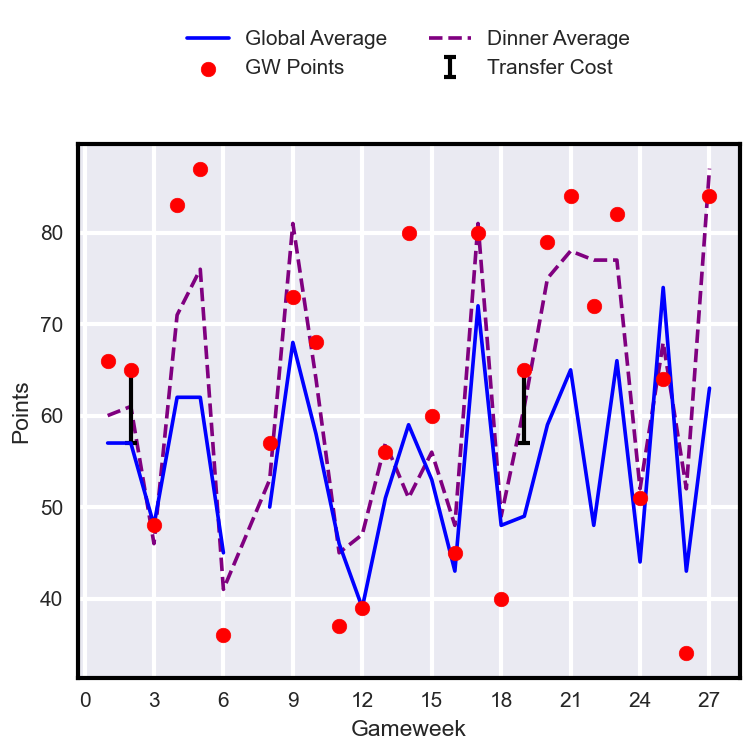 Global Average
Dinner Average
GW Points
Transfer Cost
80
70
60
50
40
Points
0 3 6 9 12 15 18 21 24 27
Gameweek